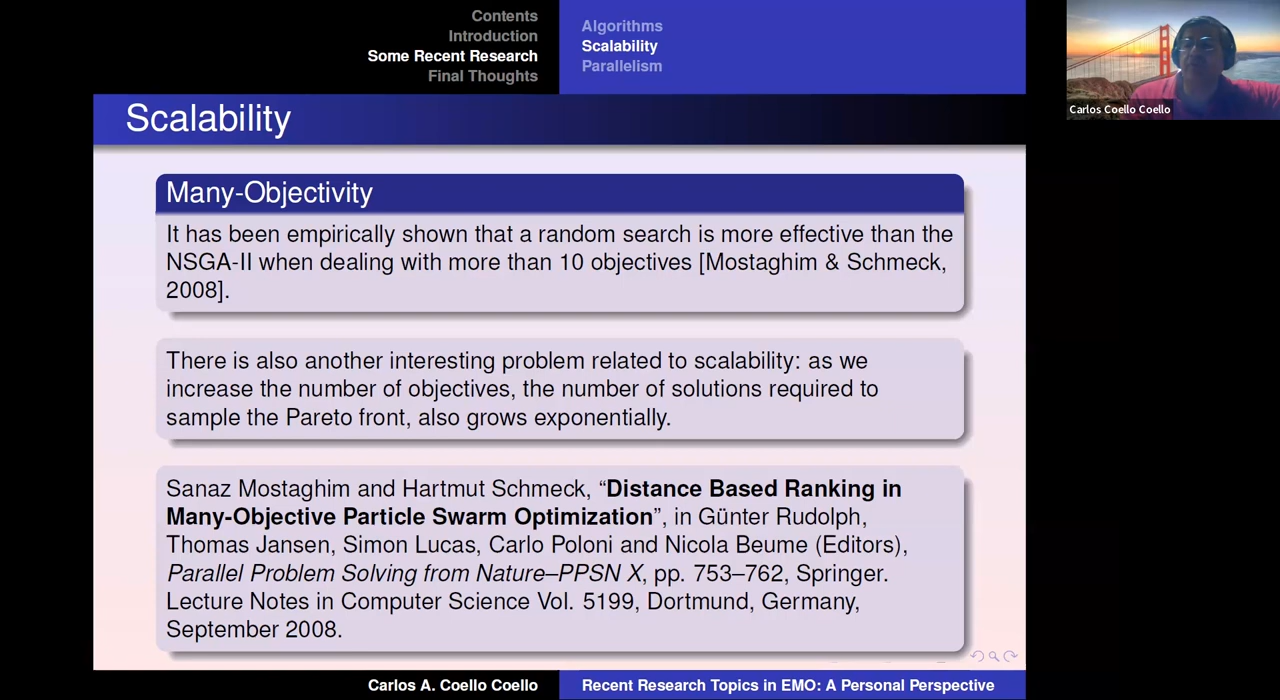 Contents
Introduction
Some Recent Research
Final Thoughts
Algorithms
Scalability
Parallelism
Carlos Coello Coello
Scalability
Many-Objectivity
It has been empirically shown that a random search is more effective than the
NSGA-II when dealing with more than 10 objectives [Mostaghim & Schmeck,
2008].
There is also another interesting problem related to scalability: as we
increase the number of objectives, the number of solutions required to
sample the Pareto front, also grows exponentially.
Sanaz Mostaghim and Hartmut Schmeck, “Distance Based Ranking in
Many-Objective Particle Swarm Optimization”, in Günter Rudolph,
Thomas Jansen, Simon Lucas, Carlo Poloni and Nicola Beume (Editors),
Parallel Problem Solving from Nature–PPSN X, pp. 753–762, Springer.
Lecture Notes in Computer Science Vol. 5199, Dortmund, Germany,
September 2008.
Carlos A. Coello Coello
Recent Research Topics in EMO: A Personal Perspective